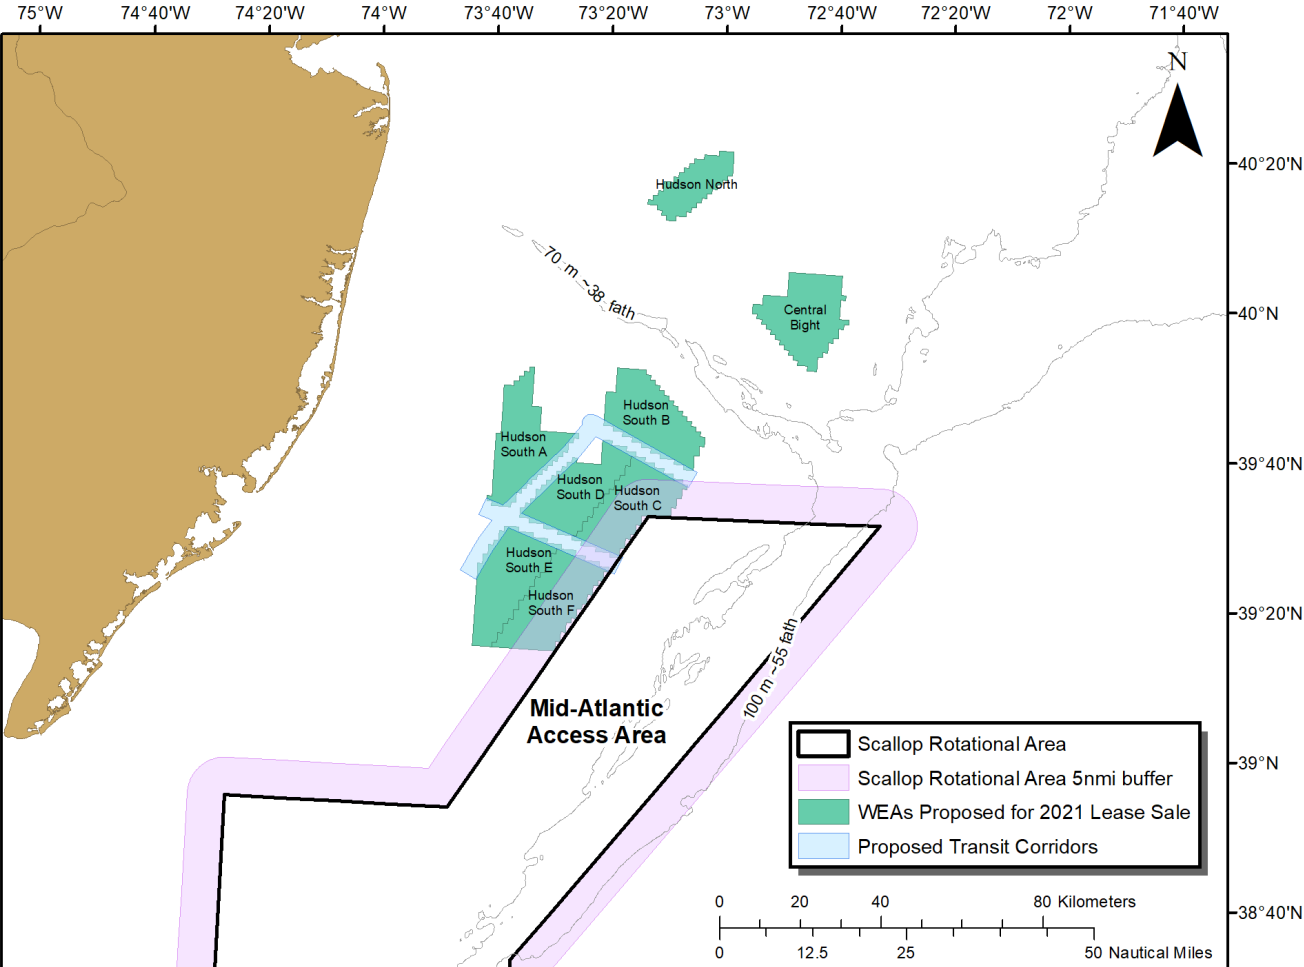 75°W 74°40'W 74°20'W 74°W 73°40'W 73°20'W 73°W 72°40'W 72°20'W 72°W 71°40'W
N
40°20'N
Hudson North
70 m ~38 fath
Central
Bight
40°N
Hudson
South B
Hudson
South A
39°40'N
Hudson
South D
Hudson
South C
Hudson
South E
Hudson
South F
39°20'N
100 m ~55 fath
Mid-Atlantic
Access Area
Scallop Rotational Area
39°N
Scallop Rotational Area 5nmi buffer
WEAs Proposed for 2021 Lease Sale
Proposed Transit Corridors
0 20 40 80 Kilometers
38°40'N
0 12.5 25 50 Nautical Miles